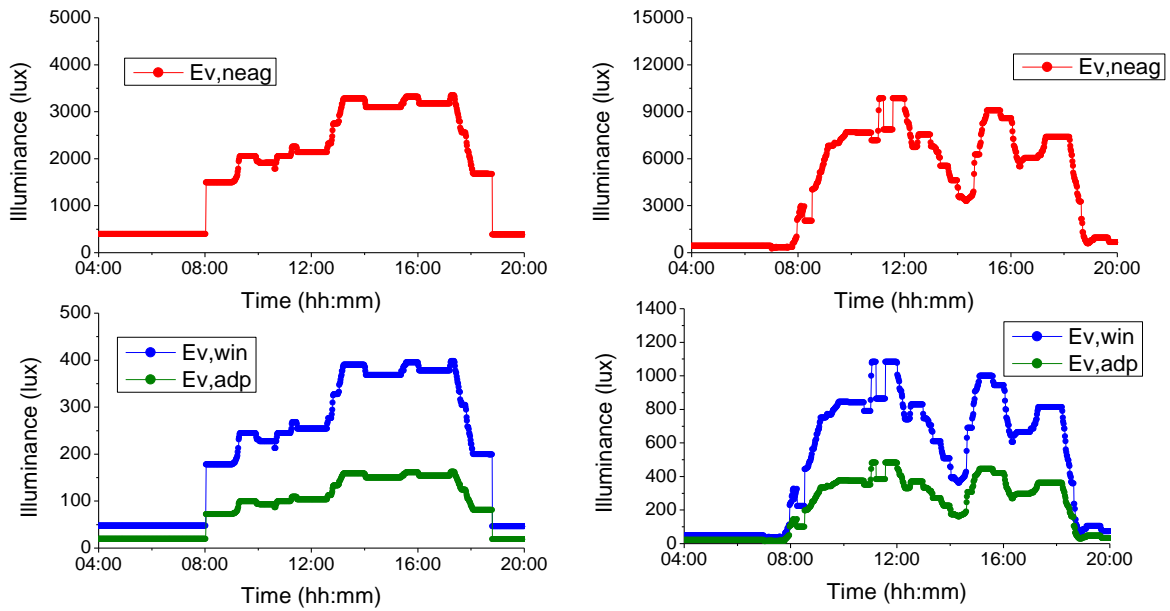 5000
4000
3000
2000
1000
0
Illuminance (lux)
Ev,neag
04:00 08:00 12:00 16:00 20:00
Time (hh:mm)
15000
12000
9000
6000
3000
0
Illuminance (lux)
Ev,neag
04:00 08:00 12:00 16:00 20:00
Time (hh:mm)
500
400
300
200
100
0
Illuminance (lux)
Ev,win
Ev,adp
04:00 08:00 12:00 16:00 20:00
Time (hh:mm)
1400
1200
1000
800
600
400
200
0
Illuminance (lux)
Ev,win
Ev,adp
04:00 08:00 12:00 16:00 20:00
Time (hh:mm)